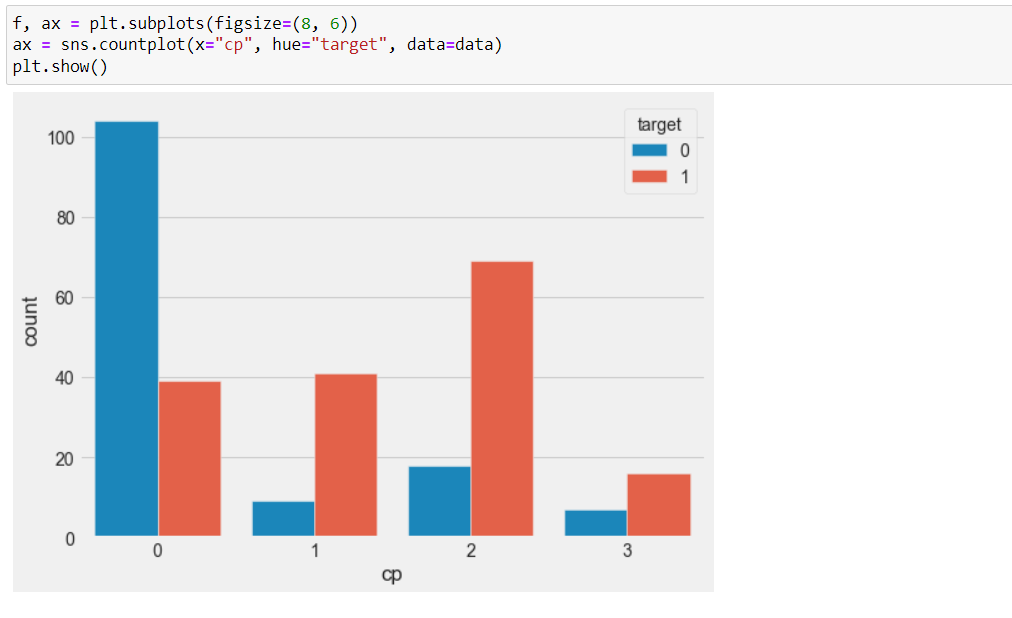 f, ax = plt.subplots(figsize=(8, 6))
ax = sns.countplot(x="cp", hue="target", data=data)
plt.show()
target
0
1
100
80
60
40
20
0
count
0 1 2 3
cp